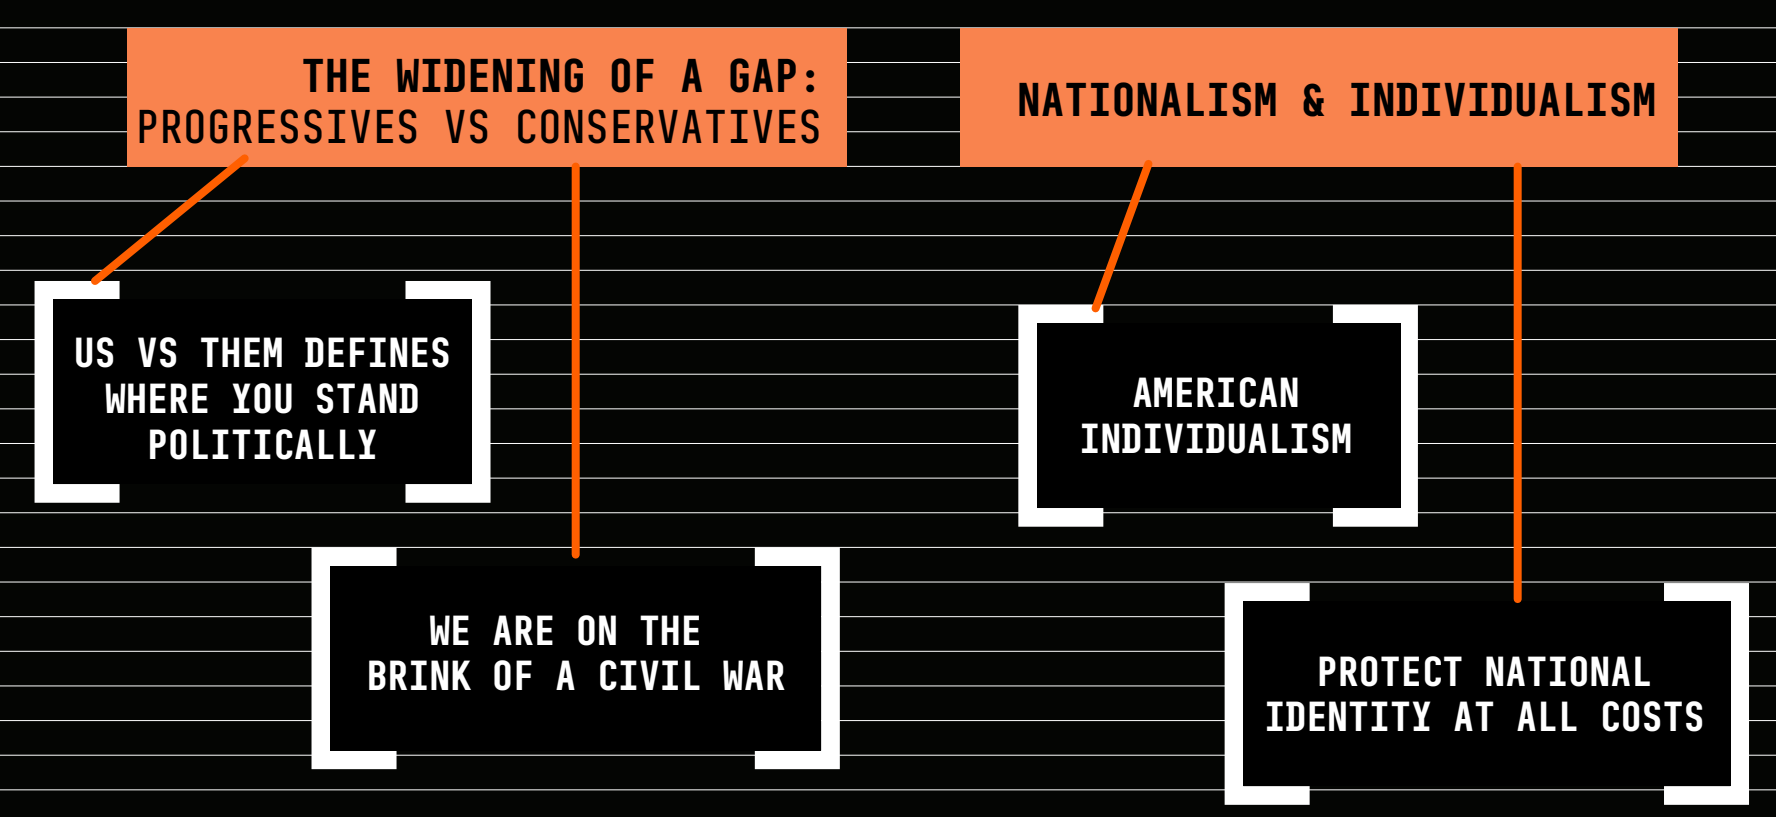 THE WIDENING OF A GAP:
PROGRESSIVES VS CONSERVATIVES
NATIONALISM & INDIVIDUALISM
US VS THEM DEFINES
WHERE YOU STAND
POLITICALLY
AMERICAN
INDIVIDUALISM
WE ARE ON THE
BRINK OF A CIVIL WAR
PROTECT NATIONAL
IDENTITY AT ALL COSTS